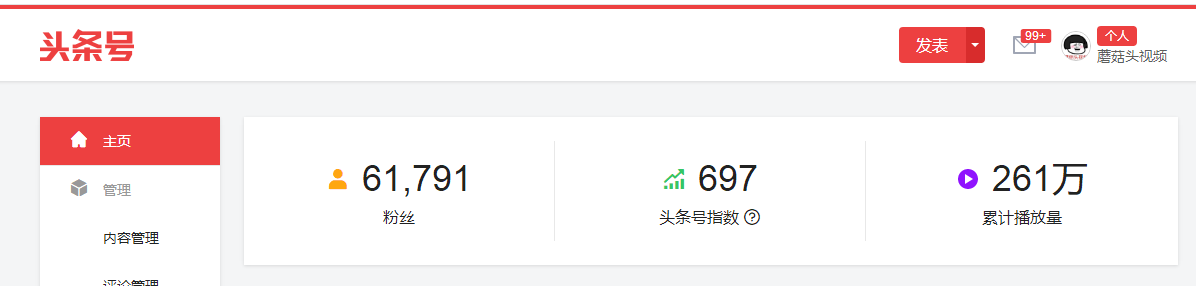 头条号
发表
99+
个人
蘑菇头视频
主页
管理
内容管理
评论管理
61,791
粉丝
697
头条号指数 ?
261万
累计播放量